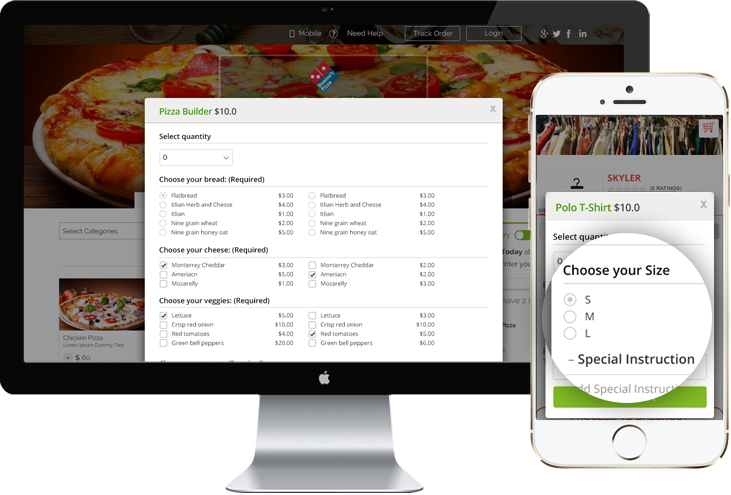 Mobile
Need Help
Track Order
Login
Domino's
Pizza
Pizza Builder $10.0 X
Select quantity
0
Choose your bread: (Required)
Flatbread $3.00 Flatbread $3.00
Itlian Herb and Chesse $4.00 Itlian Herb and Chesse $4.00
Itlian $1.00 Itlian $2.00
Nine grain wheat $2.00 Nine grain wheat $2.00
Nine grain honey oat $5.00 Nine grain honey oat $5.00
Choose your cheese: (Required)
Monterrey Cheddar $3.00 Monterrey Cheddar $2.00
Ameriacn $5.00 Ameriacn $2.00
Mozarelly $1.00 Mozarelly $3.00
Choose your veggies: (Required)
Lettuce $5.00 Lettuce $3.00
Crisp red onion $10.00 Crisp red onion $10.00
Red tomatoes $4.00 Red tomatoes $5.00
Green bell peppers $20.00 Green bell peppers $6.00
Select Categories
Chicken Pizza
Lorem Ipsum Dummy Text
$ 60
Today
have 2 i
Pizza
SKYLER
(0 RATINGS)
Polo T-Shirt $10.0 X
Select quanti
0
Choose your Size
S
M
L
– Special Instruction
dd Special Instructi